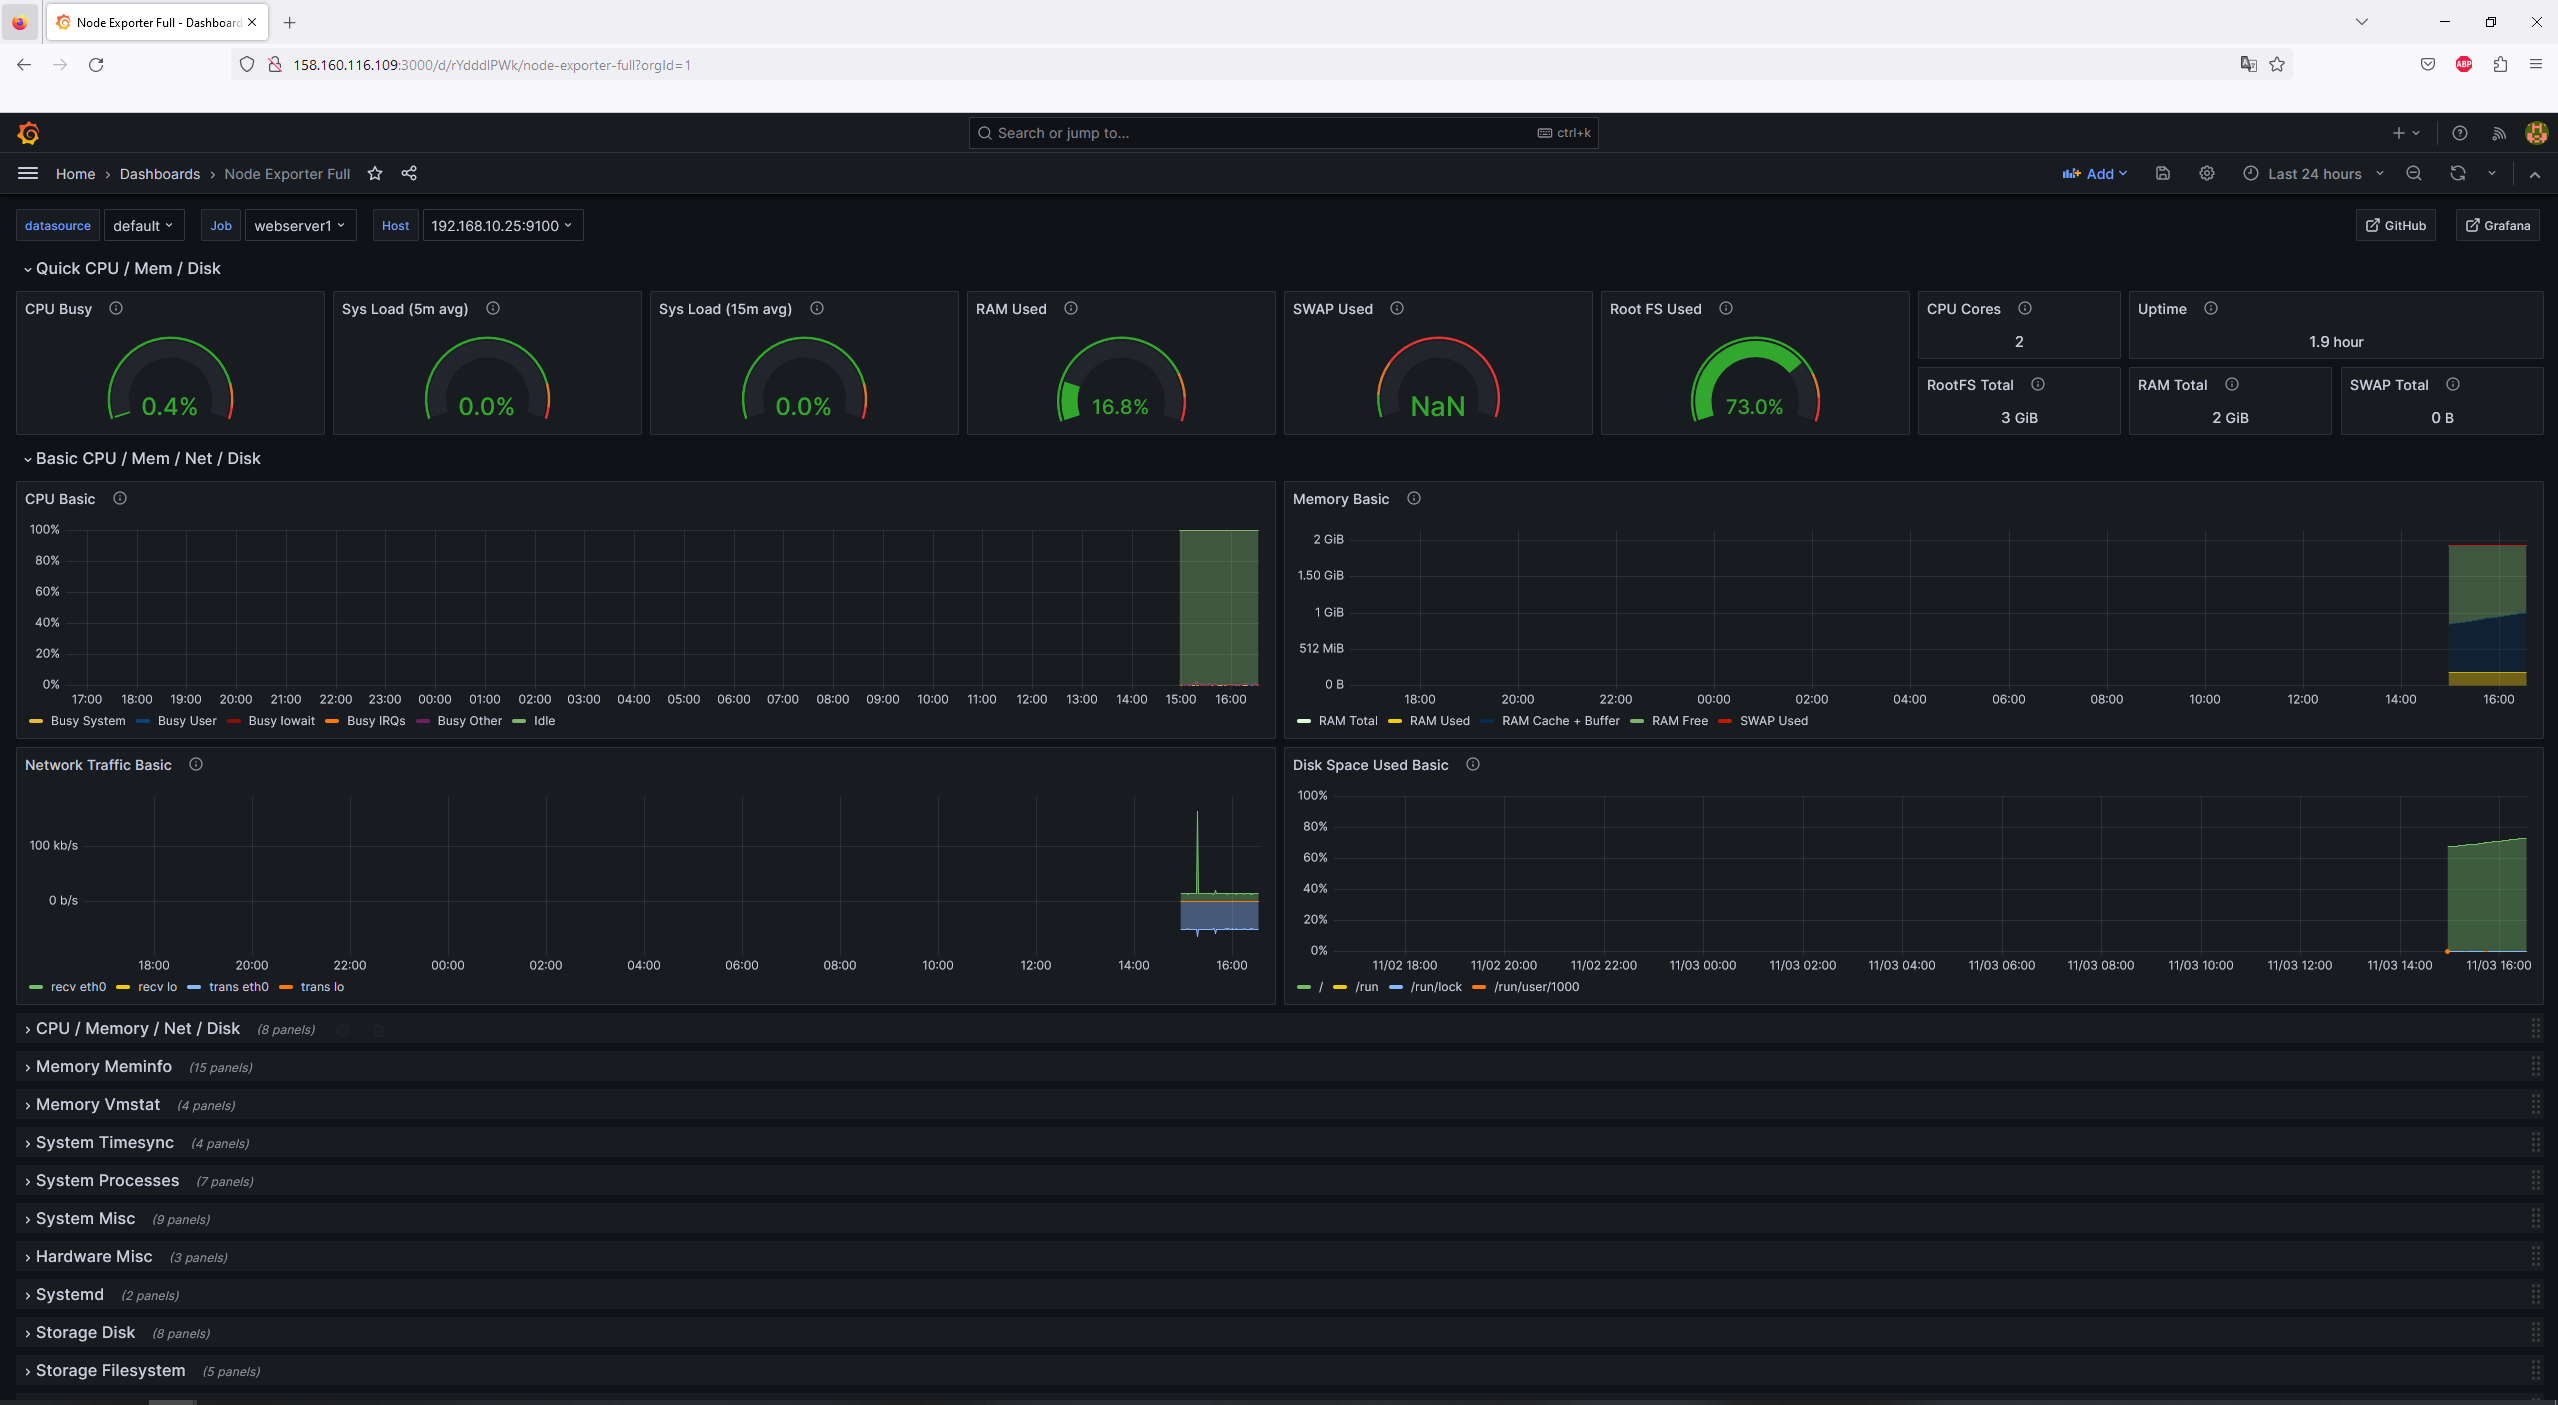 Node Exporter Full - Dashboard
158.160.116.109:3000/d/rYdddlPWk/node-exporter-full?orgId=1
ABP
Search or jump to... ctrl+k
Home › Dashboards › Node Exporter Full Add Last 24 hours
datasource default Job webserver1 Host 192.168.10.25:9100 GitHub Grafana
Quick CPU / Mem / Disk
CPU Busy
0.4%
Sys Load (5m avg)
0.0%
Sys Load (15m avg)
0.0%
RAM Used
16.8%
SWAP Used
NaN
Root FS Used
73.0%
CPU Cores
2
Uptime
1.9 hour
RootFS Total
3 GiB
RAM Total
2 GiB
SWAP Total
0 B
Basic CPU / Mem / Net / Disk
CPU Basic
100%
80%
60%
40%
20%
0%
17:00 18:00 19:00 20:00 21:00 22:00 23:00 00:00 01:00 02:00 03:00 04:00 05:00 06:00 07:00 08:00 09:00 10:00 11:00 12:00 13:00 14:00 15:00 16:00
Busy System Busy User Busy Iowait Busy IRQs Busy Other Idle
Memory Basic
2 GiB
1.50 GiB
1 GiB
512 MiB
0 B
18:00 20:00 22:00 00:00 02:00 04:00 06:00 08:00 10:00 12:00 14:00 16:00
RAM Total RAM Used RAM Cache + Buffer RAM Free SWAP Used
Network Traffic Basic
100 kb/s
0 b/s
18:00 20:00 22:00 00:00 02:00 04:00 06:00 08:00 10:00 12:00 14:00 16:00
recv eth0 recv lo trans eth0 trans lo
Disk Space Used Basic
100%
80%
60%
40%
20%
0%
11/02 18:00 11/02 20:00 11/02 22:00 11/03 00:00 11/03 02:00 11/03 04:00 11/03 06:00 11/03 08:00 11/03 10:00 11/03 12:00 11/03 14:00 11/03 16:00
/ /run /run/lock /run/user/1000
CPU / Memory / Net / Disk (8 panels)
Memory Meminfo (15 panels)
Memory Vmstat (4 panels)
System Timesync (4 panels)
System Processes (7 panels)
System Misc (9 panels)
Hardware Misc (3 panels)
Systemd (2 panels)
Storage Disk (8 panels)
Storage Filesystem (5 panels)